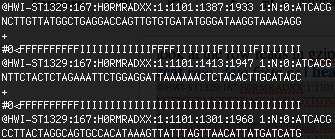 @HWI-ST1329:167:H0RMRADXX:1:1101:1387:1933 1:N:0:ATCACG
NCTTGTTATGGCTGAGGACCAGTTGTGTGATATGGGATAAGGTAAAGAGG
+
#0<FFFFFFFFFFIIIIIIIIIIIIIFFFFIIIIIIFIIIIIIIIIIIII
@HWI-ST1329:167:H0RMRADXX:1:1101:1413:1947 1:N:0:ATCACG
NTTCTACTCTAGAAATTCTGGAGGATTAAAAAACTCTACACTTGCATACC
+
#0<FFFFFFFFFFIIIIIIIIIIIIIIIIIIIIIIIIIIIIIIIIIIIII
@HWI-ST1329:167:H0RMRADXX:1:1101:1301:1968 1:N:0:ATCACG
CCTTACTAGGCAGTGCCACATAAAGTTATTTAGTTAACATTATGATCATG